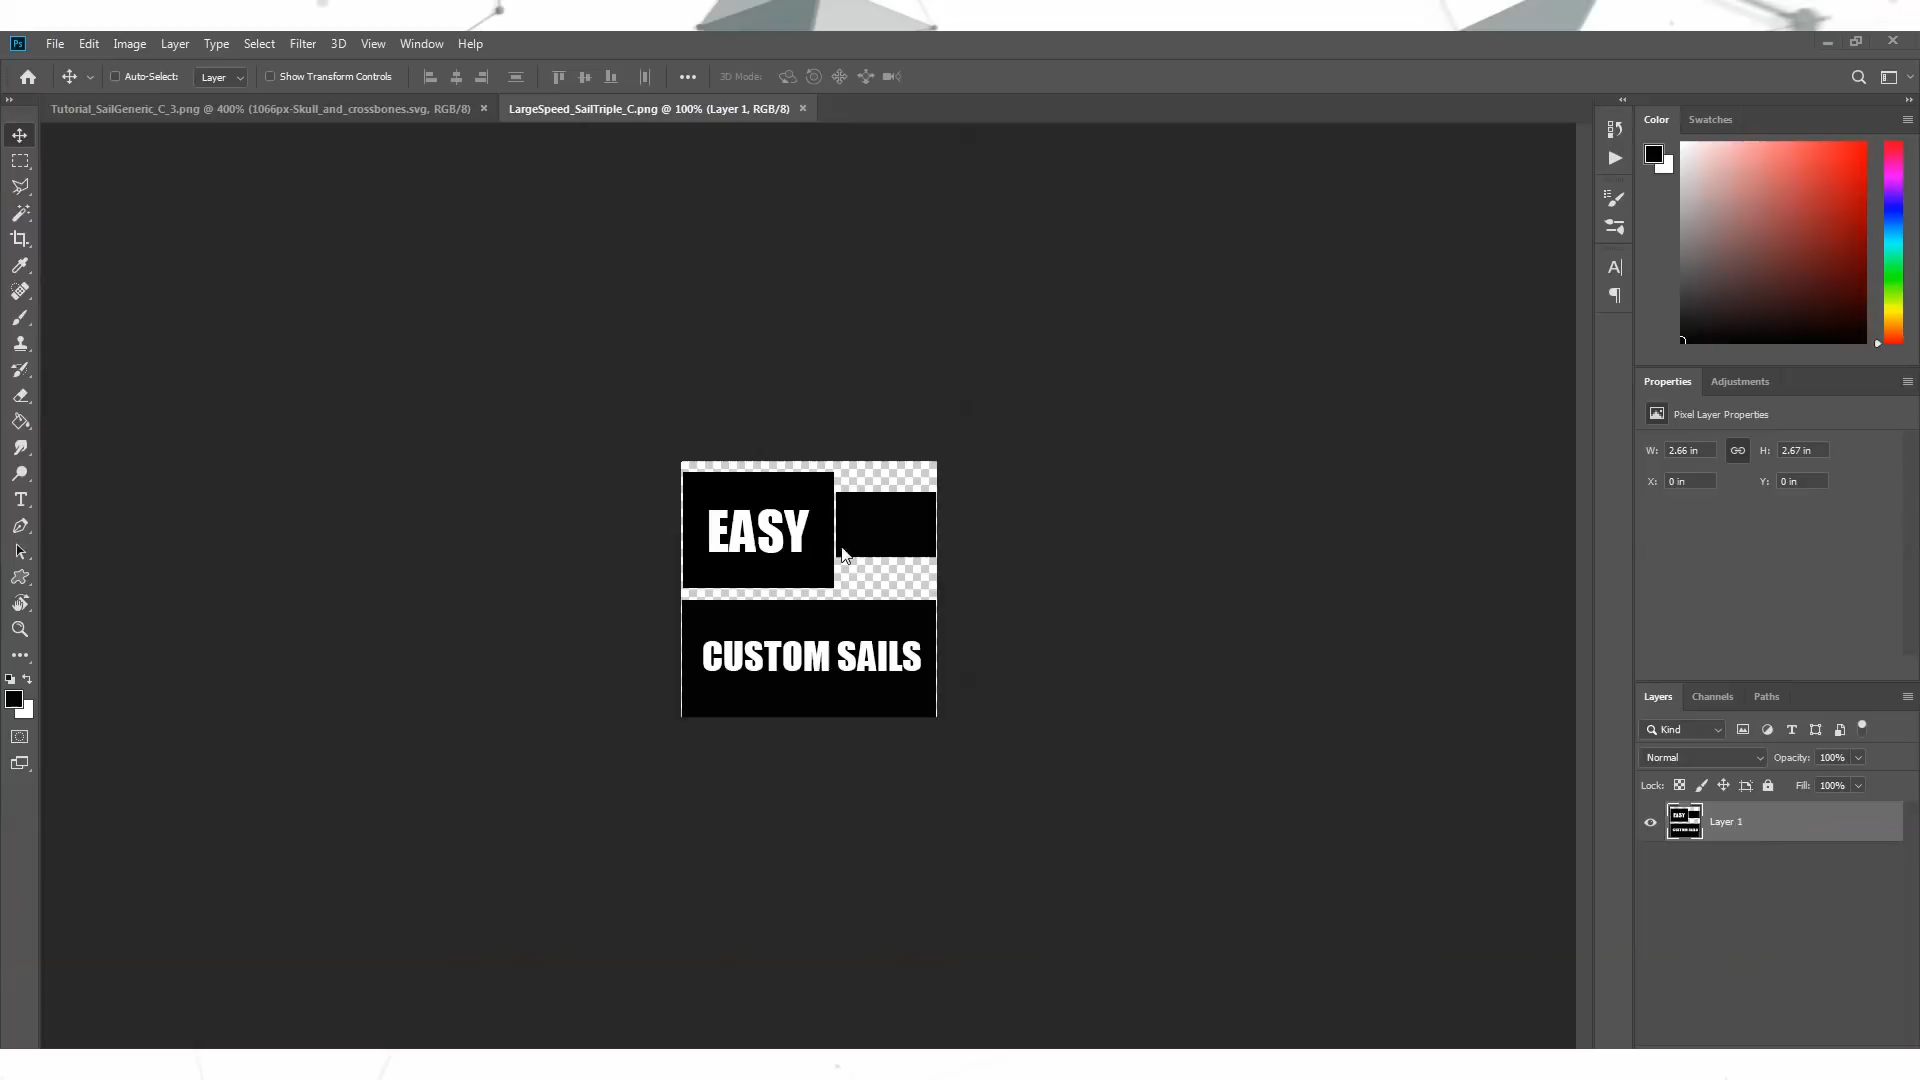 Ps File Edit Image Layer Type Select Filter 3D View Window Help
Auto-Select: Layer Show Transform Controls 3D Mode:
Tutorial_SailGeneric_C_3.png @ 400% (1066px-Skull_and_crossbones.svg, RGB/8) LargeSpeed_SailTriple_C.png @ 100% (Layer 1, RGB/8)
Color Swatches
Properties Adjustments
Pixel Layer Properties
W: 2.66 in H: 2.67 in
X: 0 in Y: 0 in
EASY
CUSTOM SAILS
Layers Channels Paths
Kind
Normal Opacity: 100%
Lock: Fill: 100%
Layer 1